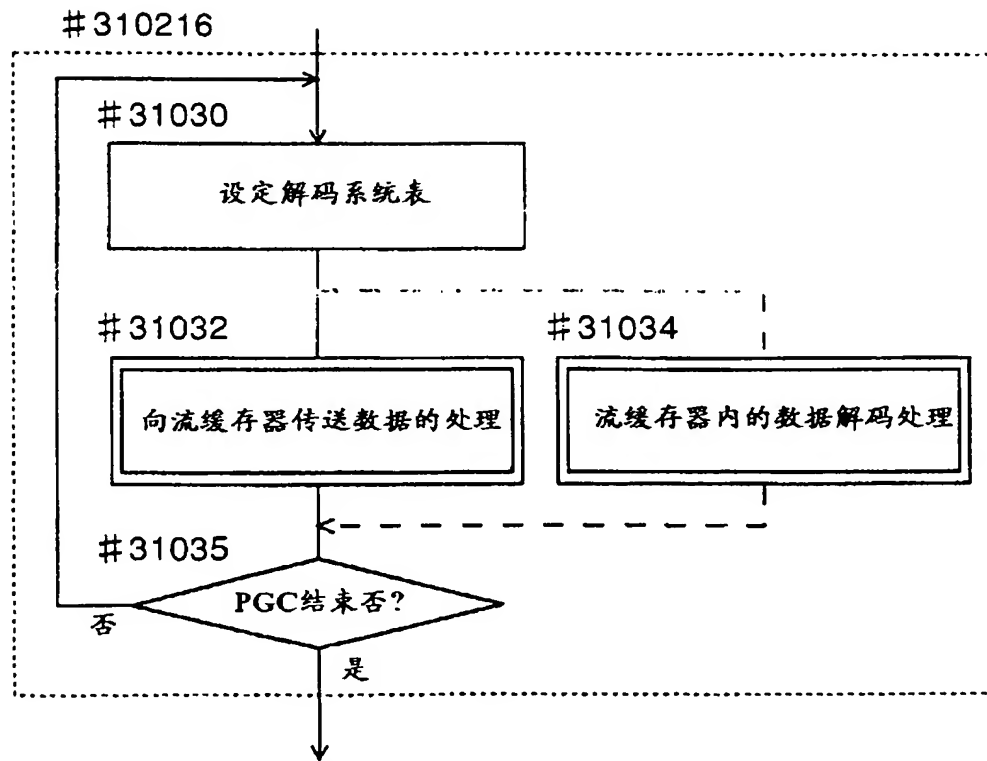 #310216
#31030
设定解码系统表
#31032
#31034
向流缓存器传送数据的处理
流缓存器内的数据解码处理
#31035
PGC结束否?
否
是